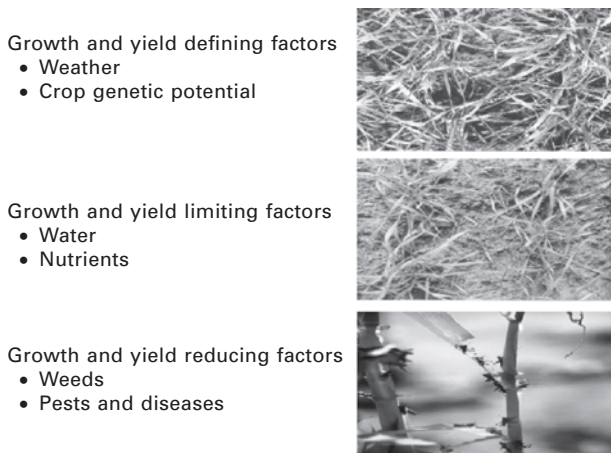 Growth and yield defining factors
• Weather
• Crop genetic potential
Growth and yield limiting factors
• Water
• Nutrients
Growth and yield reducing factors
• Weeds
• Pests and diseases